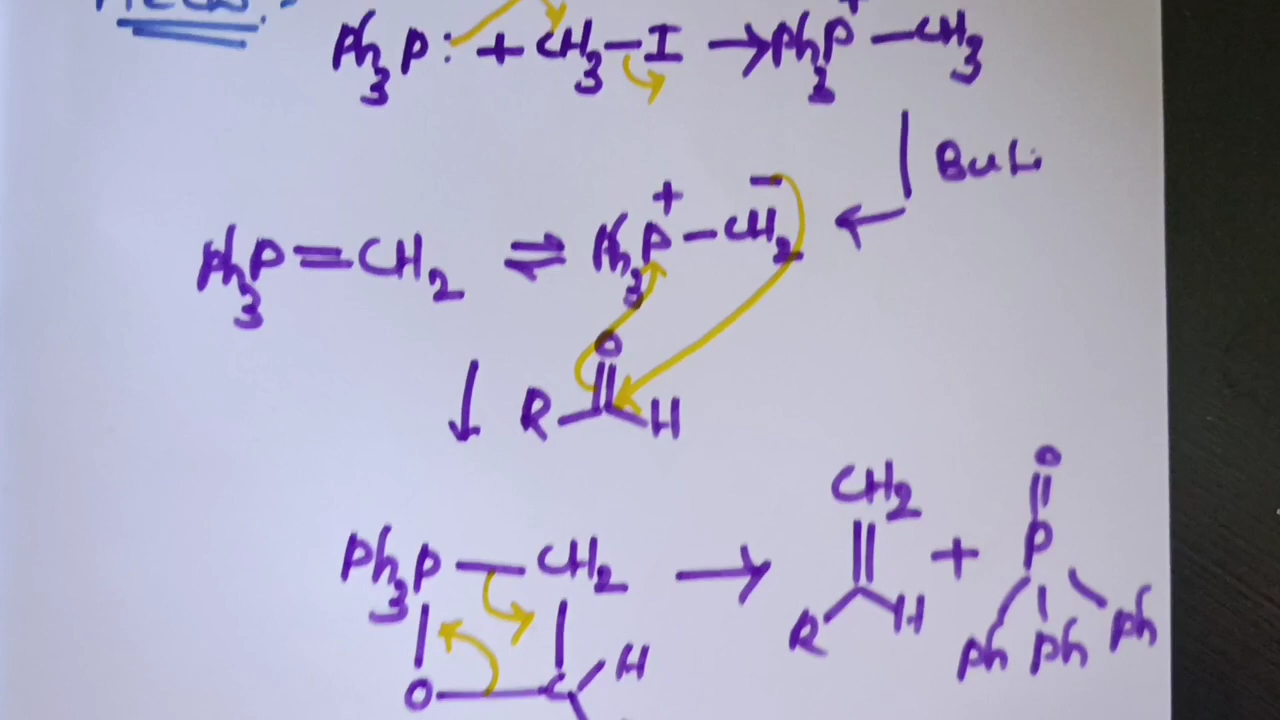 Ph3P: + CH3–I → Ph3P+–CH3
BuLi
Ph3P=CH2 ⇌ Ph3P+–CH2−
O
R H
CH2 O
Ph3P–CH2 → + P
R H Ph Ph Ph
O C H